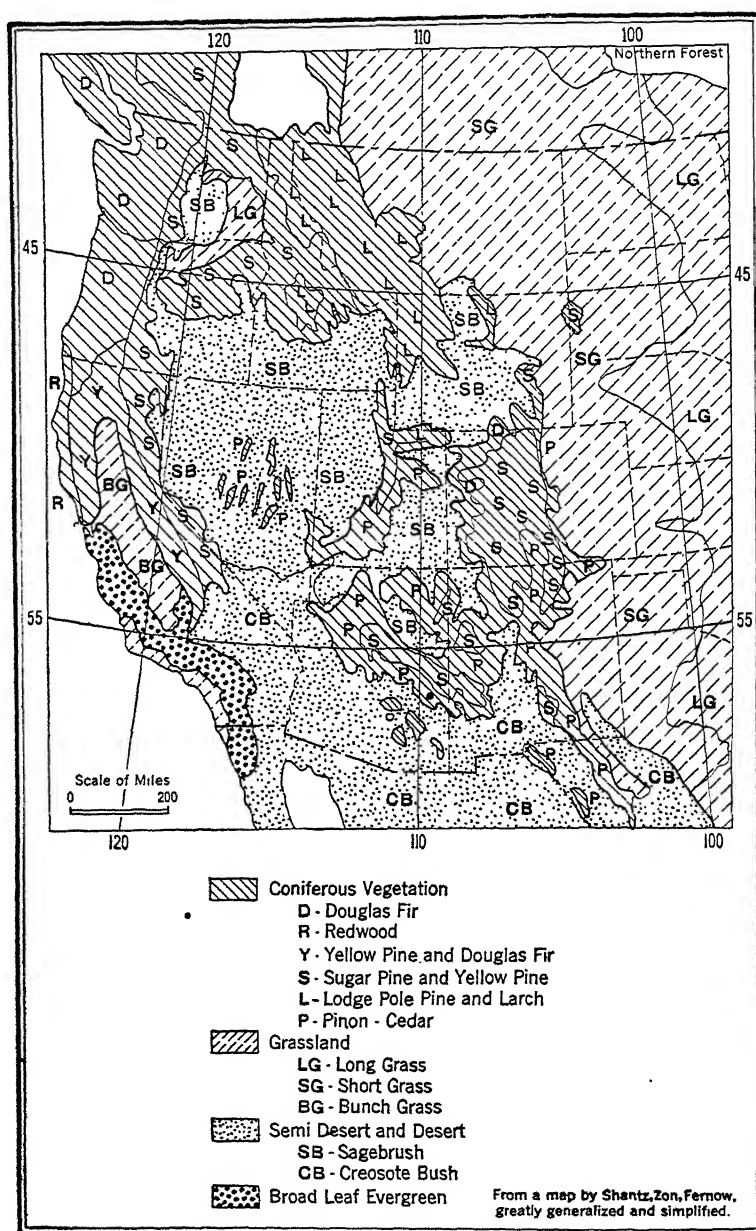 120 110
Northern Forest
D S
100
SG
D S L LG
L
D SB L L
S LG L
45 S L 45
D S S L
S L
S L L SB L S
S SB SB S SG
R Y S
P L D P LG
Y S S S
BG SB P SB P D S
P S S
R Y S P P SB S P S
BG Y S S P
P P S S SG
55 CB P SB S 55
P S P S
P S LG
S P
CB
P P CB
Scale of Miles
0 200
CB CB P
120 110 100
Coniferous Vegetation
D - Douglas Fir
R - Redwood
Y - Yellow Pine and Douglas Fir
S - Sugar Pine and Yellow Pine
L - Lodge Pole Pine and Larch
P - Pinon - Cedar
Grassland
LG - Long Grass
SG - Short Grass
BG - Bunch Grass
Semi Desert and Desert
SB - Sagebrush
CB - Creosote Bush
Broad Leaf Evergreen
From a map by Shantz, Zon, Fernow,
greatly generalized and simplified.